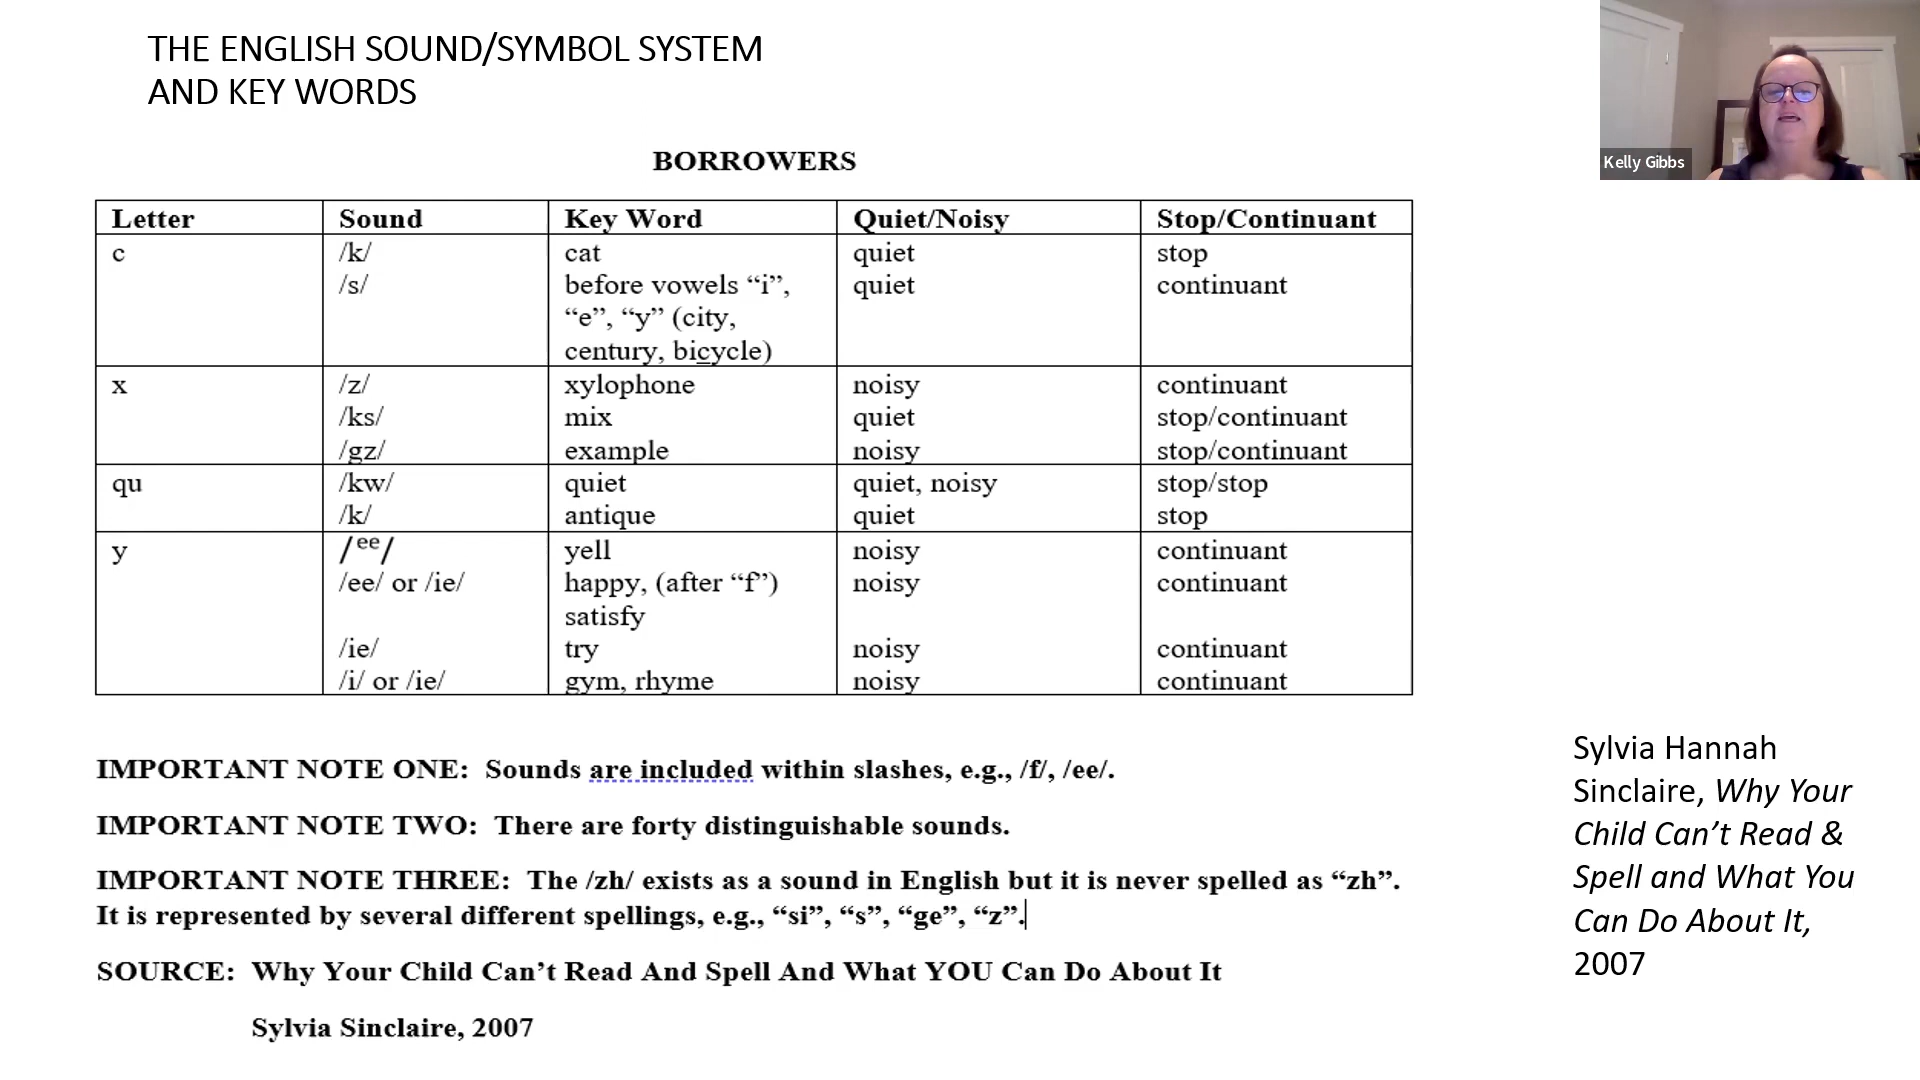 THE ENGLISH SOUND/SYMBOL SYSTEM
AND KEY WORDS
Kelly Gibbs
BORROWERS
Letter Sound Key Word Quiet/Noisy Stop/Continuant
c /k/ cat quiet stop
/s/ before vowels “i”, quiet continuant
“e”, “y” (city,
century, bicycle)
x /z/ xylophone noisy continuant
/ks/ mix quiet stop/continuant
/gz/ example noisy stop/continuant
qu /kw/ quiet quiet, noisy stop/stop
/k/ antique quiet stop
y /ee/ yell noisy continuant
/ee/ or /ie/ happy, (after “f”) noisy continuant
satisfy
/ie/ try noisy continuant
/i/ or /ie/ gym, rhyme noisy continuant
IMPORTANT NOTE ONE: Sounds are included within slashes, e.g., /f/, /ee/.
IMPORTANT NOTE TWO: There are forty distinguishable sounds.
IMPORTANT NOTE THREE: The /zh/ exists as a sound in English but it is never spelled as “zh”.
It is represented by several different spellings, e.g., “si”, “s”, “ge”, “z”.
SOURCE: Why Your Child Can’t Read And Spell And What YOU Can Do About It
Sylvia Sinclaire, 2007
Sylvia Hannah
Sinclaire, Why Your
Child Can’t Read &
Spell and What You
Can Do About It,
2007